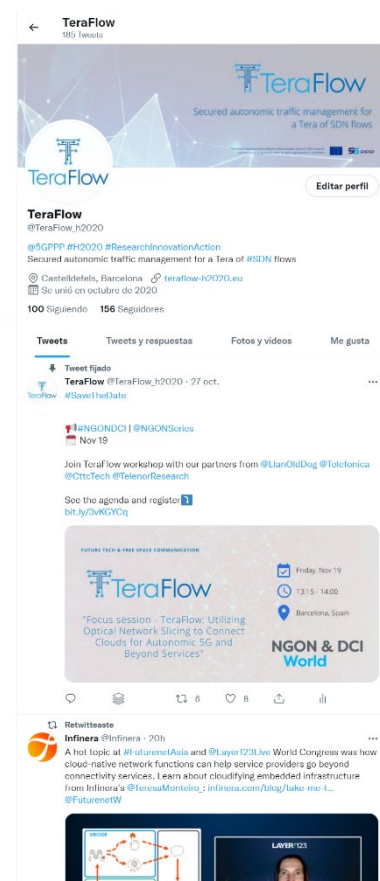 TeraFlow
185 Tweets
TeraFlow
Secured autonomic traffic management for
a Tera of SDN flows
5G PPP
TeraFlow
Editar perfil
TeraFlow
@TeraFlow_h2020
@5GPPP #H2020 #ResearchInnovationAction
Secured autonomic traffic management for a Tera of #SDN flows
Castelldefels, Barcelona teraflow-h2020.eu
Se unió en octubre de 2020
100 Siguiendo 156 Seguidores
Tweets Tweets y respuestas Fotos y vídeos Me gusta
Tweet fijado
TeraFlow @TeraFlow_h2020 · 27 oct.
#SaveTheDate
TeraFlow
#NGONDCI | @NGONSeries
Nov 19
Join TeraFlow workshop with our partners from @LlanOldDog @Telefonica
@CttcTech @TelenorResearch
See the agenda and register
bit.ly/3vKGYCq
FUTURE TECH & FREE SPACE COMMUNICATION
TeraFlow
"Focus session - TeraFlow: Utilizing
Optical Network Slicing to Connect
Clouds for Autonomic 5G and
Beyond Services"
Friday, Nov 19
13:15 - 14:00
Barcelona, Spain
NGON & DCI
World
6 8
Retwitteaste
Infinera @Infinera · 20h
A hot topic at #FuturenetAsia and @Layer123Live World Congress was how
cloud-native network functions can help service providers go beyond
connectivity services. Learn about cloudifying embedded infrastructure
from Infinera's @TeresaMonteiro_: infinera.com/blog/take-me-t...
@FuturenetW
DECIDE
LAYER123